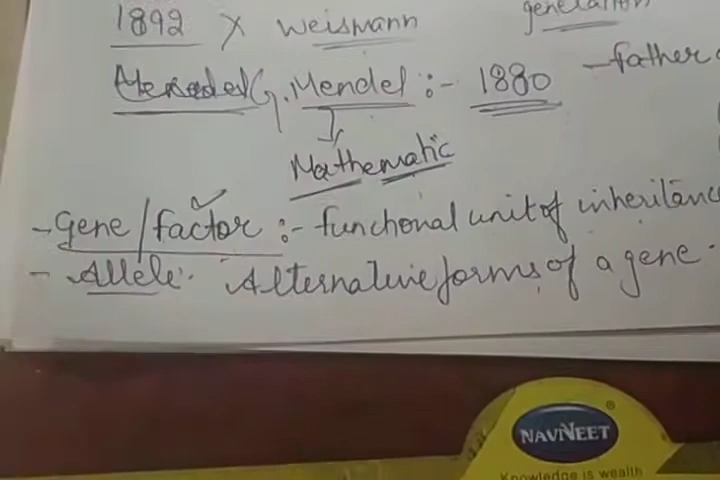 1892 X Weismann generation
G. Mendel :- 1880 - father
Mathematic
- Gene/factor :- functional unit of inheritanc
- Allele: Alternative forms of a gene.
NAVNEET ®
Knowledge is wealth